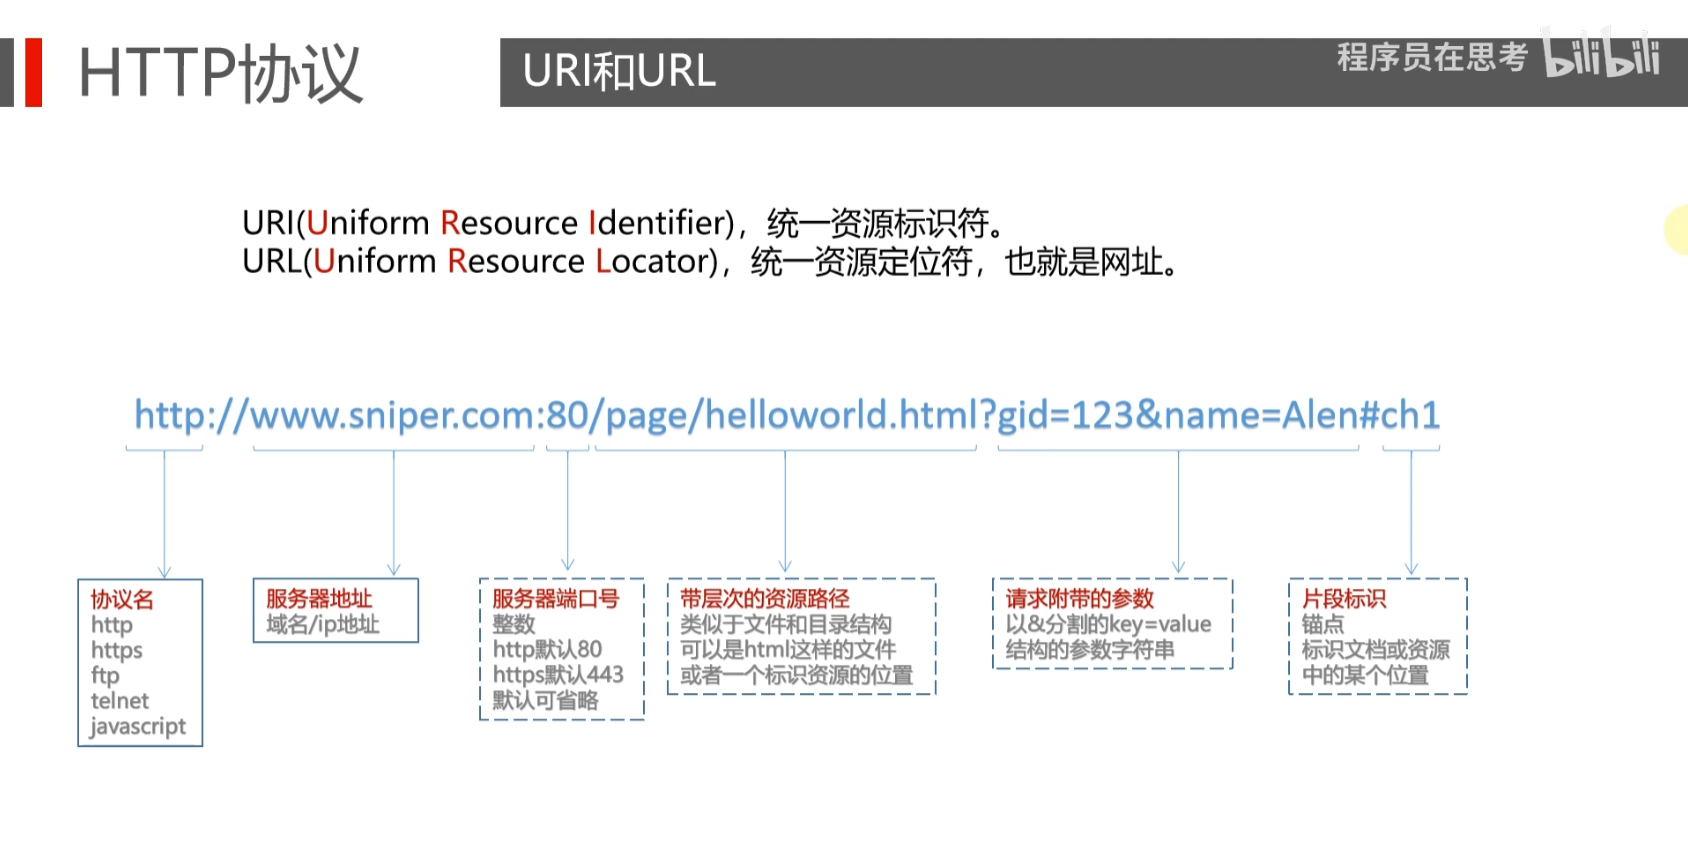 HTTP协议
URI和URL
程序员在思考 bilibili
URI(Uniform Resource Identifier)，统一资源标识符。
URL(Uniform Resource Locator)，统一资源定位符，也就是网址。
http://www.sniper.com:80/page/helloworld.html?gid=123&name=Alen#ch1
协议名
http
https
ftp
telnet
javascript
服务器地址
域名/ip地址
服务器端口号
整数
http默认80
https默认443
默认可省略
带层次的资源路径
类似于文件和目录结构
可以是html这样的文件
或者一个标识资源的位置
请求附带的参数
以&分割的key=value
结构的参数字符串
片段标识
锚点
标识文档或资源
中的某个位置